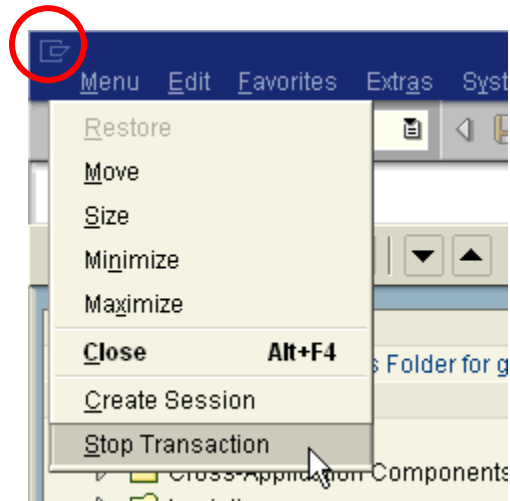 Menu Edit Favorites Extras Syst
Restore
Move
Size
Minimize
Maximize
Close Alt+F4
s Folder for g
Create Session
Stop Transaction
Cross-Application Components